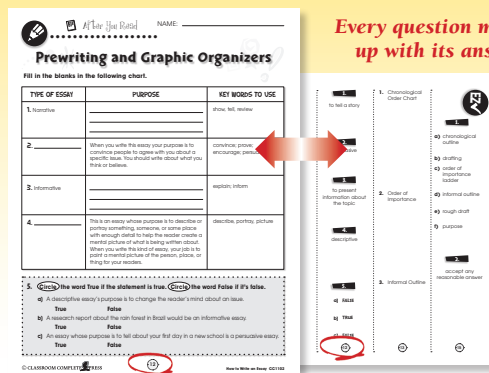 After You Read
NAME:
Prewriting and Graphic Organizers
Fill in the blanks in the following chart.
TYPE OF ESSAY PURPOSE KEY WORDS TO USE
1. Narrative
show, tell, review
2.
When you write this essay your purpose is to
convince people to agree with you about a
specific issue. You should write about what you
think or believe.
convince; prove;
encourage;
3. Informative
explain; inform
4.
This is an essay whose purpose is to describe or
portray something, someone, or some place
with enough detail to help the reader create a
mental picture of what is being written about.
When you write this kind of essay, your job is to
paint a mental picture of the person, place, or
thing for your readers.
describe, portray, picture
5. Circle the word True if the statement is true. Circle the word False if it's false.
a) A descriptive essay's purpose is to change the reader's mind about an issue.
True False
b) A research report about the rain forest in Brazil would be an informative essay.
True False
c) An essay whose purpose is to tell about your first day in a new school is a persuasive essay.
True False
© CLASSROOM COMPLETE PRESS
12
How to Write an Essay CC1102
Every question m
up with its ans
1.
to tell a story
2.
3.
to present
information about
the topic
4.
descriptive
5.
a) FALSE
b) TRUE
c) FALSE
12
1. Chronological
Order Chart
2. Order of
Importance
3. Informal Outline
EZ
1.
a) chronological
outline
b) drafting
c) order of
importance
ladder
d) informal outline
e) rough draft
f) purpose
2.
accept any
reasonable answer